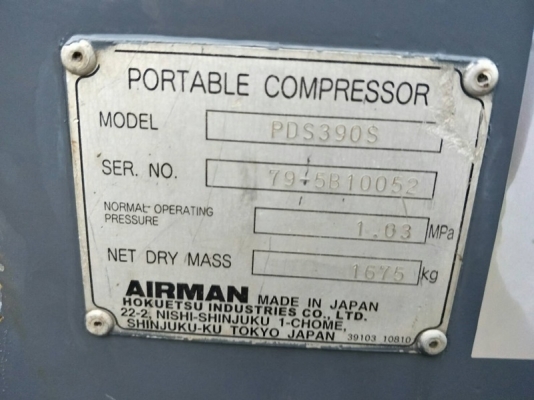 PORTABLE COMPRESSOR
MODEL PDS390S
SER. NO. 79-5B10052
NORMAL OPERATING
PRESSURE 1.03 MPa
NET DRY MASS 1675 kg
AIRMAN MADE IN JAPAN
HOKUETSU INDUSTRIES CO., LTD.
22-2, NISHI-SHINJUKU 1-CHOME,
SHINJUKU-KU TOKYO JAPAN 39103 10810